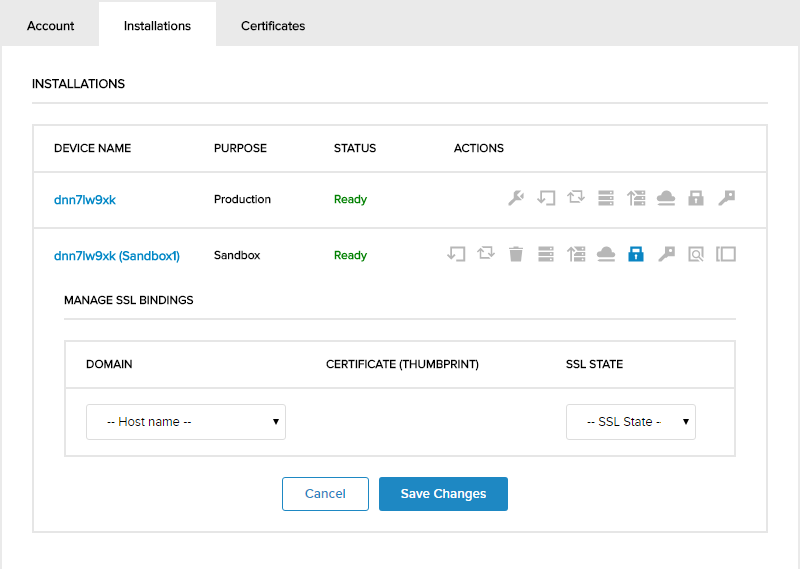 Account Installations Certificates
INSTALLATIONS
DEVICE NAME PURPOSE STATUS ACTIONS
dnn7lw9xk Production Ready
dnn7lw9xk (Sandbox1) Sandbox Ready
MANAGE SSL BINDINGS
DOMAIN CERTIFICATE (THUMBPRINT) SSL STATE
-- Host name -- -- SSL State -
Cancel Save Changes